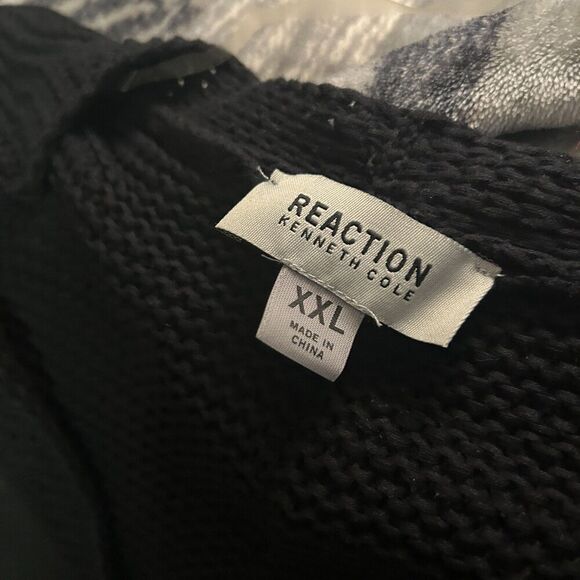 REACTION
KENNETH COLE
XXL
MADE IN
CHINA